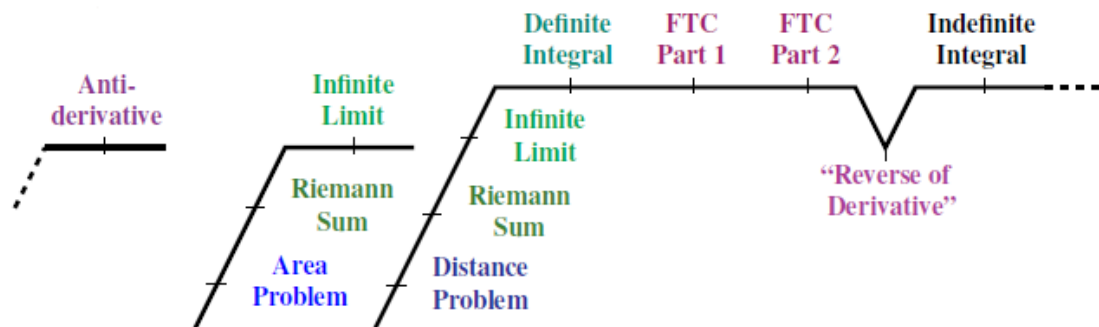 Anti-
derivative
Infinite
Limit
Riemann
Sum
Area
Problem
Definite
Integral
FTC
Part 1
FTC
Part 2
Indefinite
Integral
Infinite
Limit
Riemann
Sum
Distance
Problem
“Reverse of
Derivative”